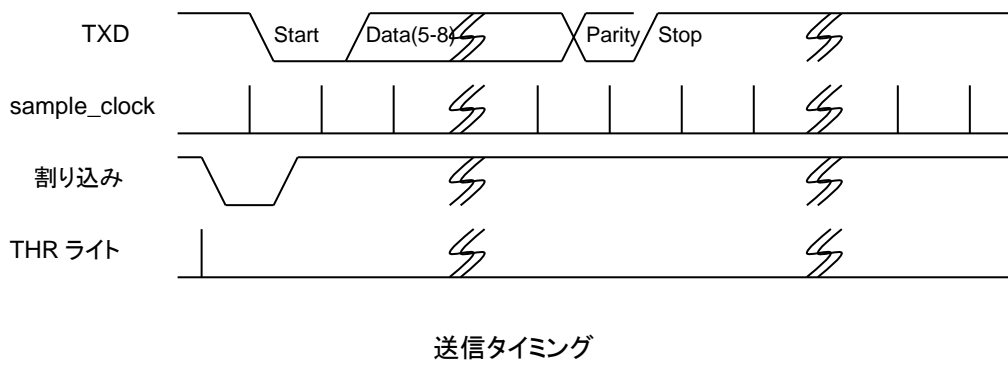 TXD Start Data(5-8) Parity Stop
sample_clock
割り込み
THR ライト
送信タイミング